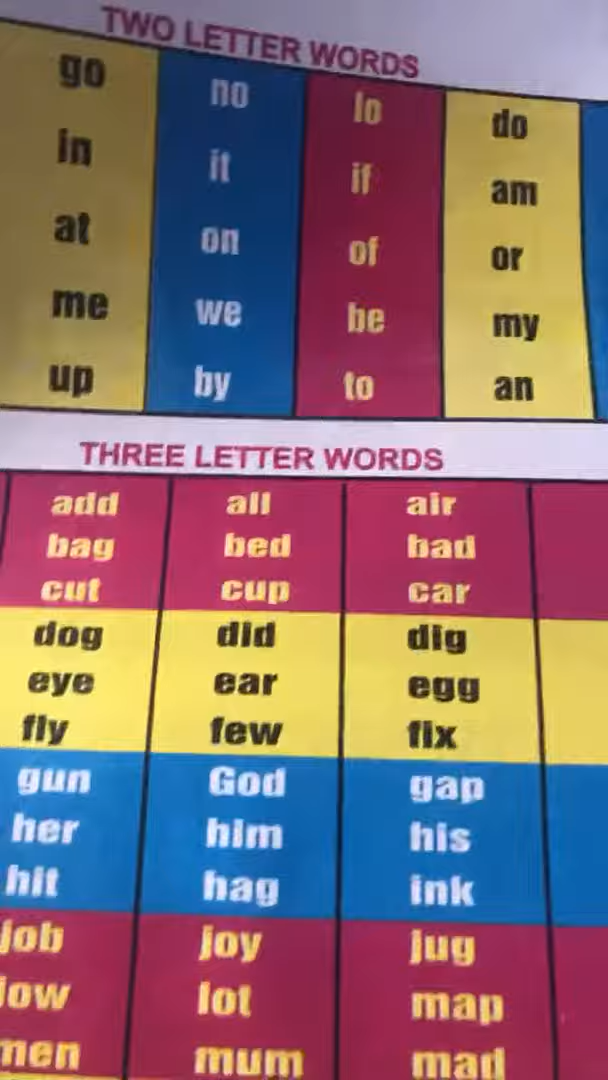 TWO LETTER WORDS
go no lo do
in it if am
at on of or
me we be my
up by to an
THREE LETTER WORDS
add all air
bag bed bad
cut cup car
dog did dig
eye ear egg
fly few fix
gun God gap
her him his
hit hag ink
job joy jug
low lot map
men mum mad